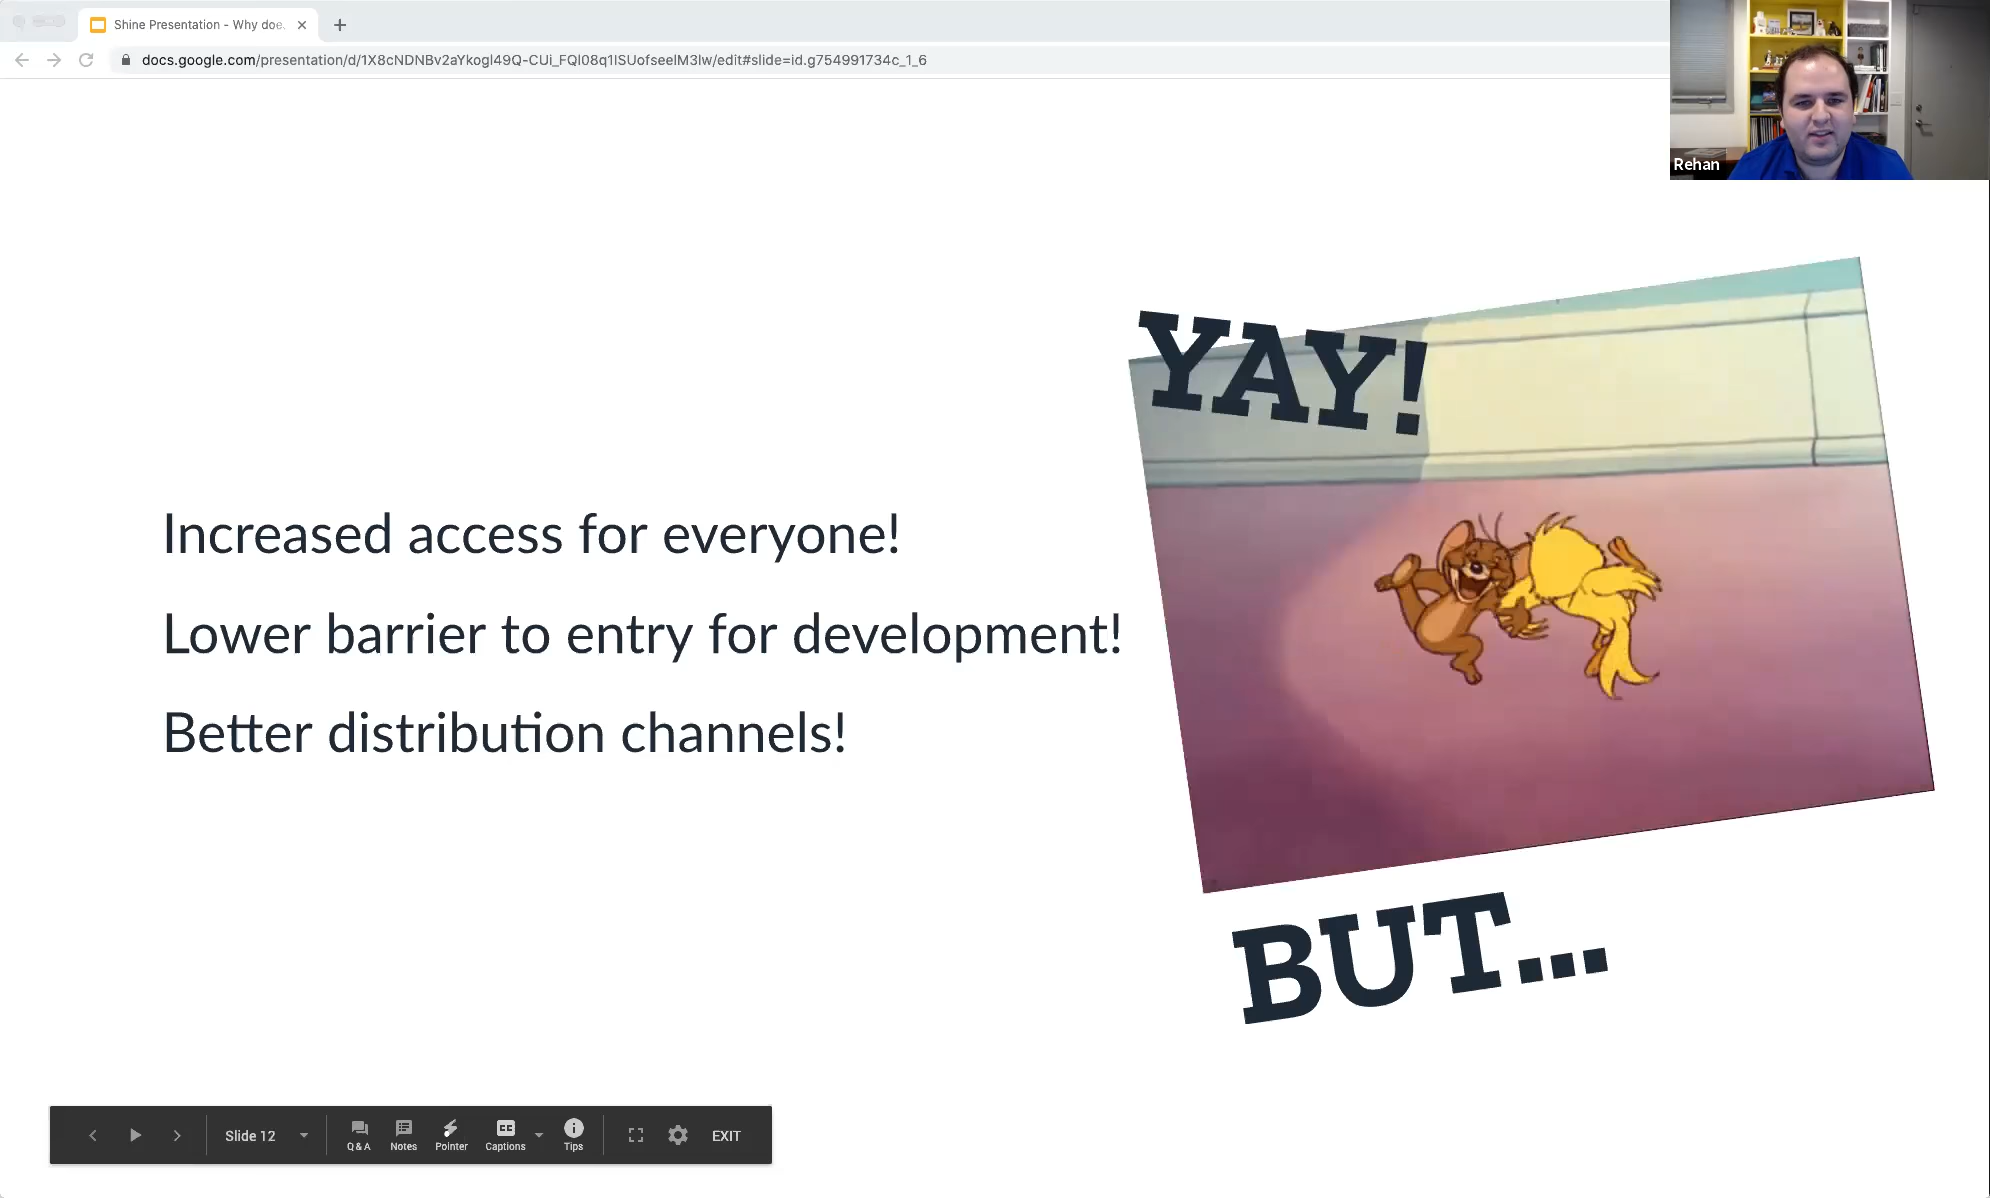 Shine Presentation - Why doe
docs.google.com/presentation/d/1X8cNDNBv2aYkogl49Q-CUi_FQl08q1lSUofseelM3lw/edit#slide=id.g754991734c_1_6
Rehan
YAY!
Increased access for everyone!
Lower barrier to entry for development!
Better distribution channels!
BUT...
Slide 12
Q & A
Notes
Pointer
Captions
Tips
EXIT